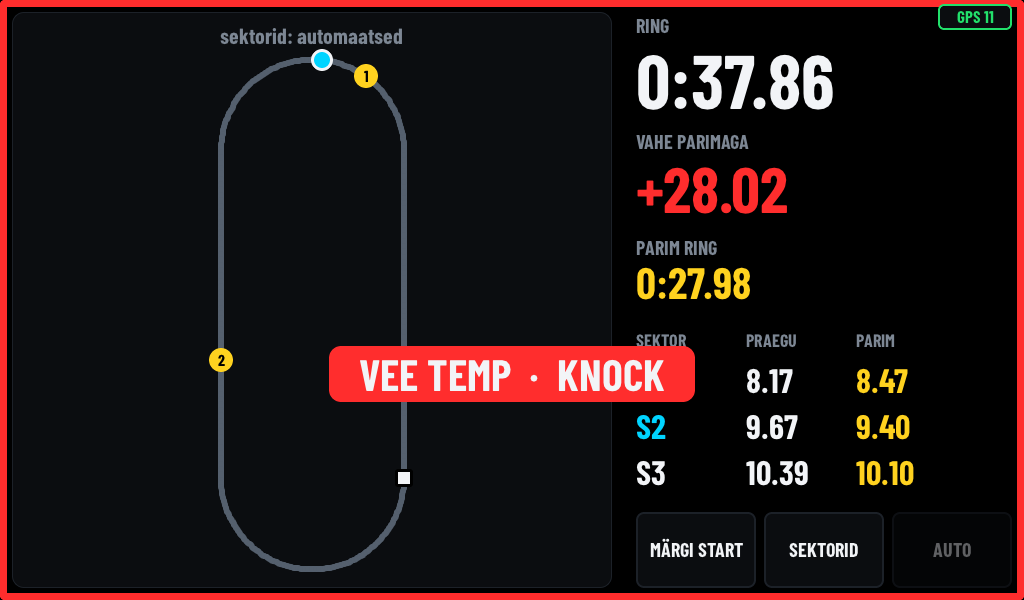 GPS 11
sektorid: automaatsed
1
2
RING
0:37.86
VAHE PARIMAGA
+28.02
PARIM RING
0:27.98
SEKTOR PRAEGU PARIM
VEE TEMP · KNOCK
8.17 8.47
S2 9.67 9.40
S3 10.39 10.10
MÄRGI START SEKTORID AUTO